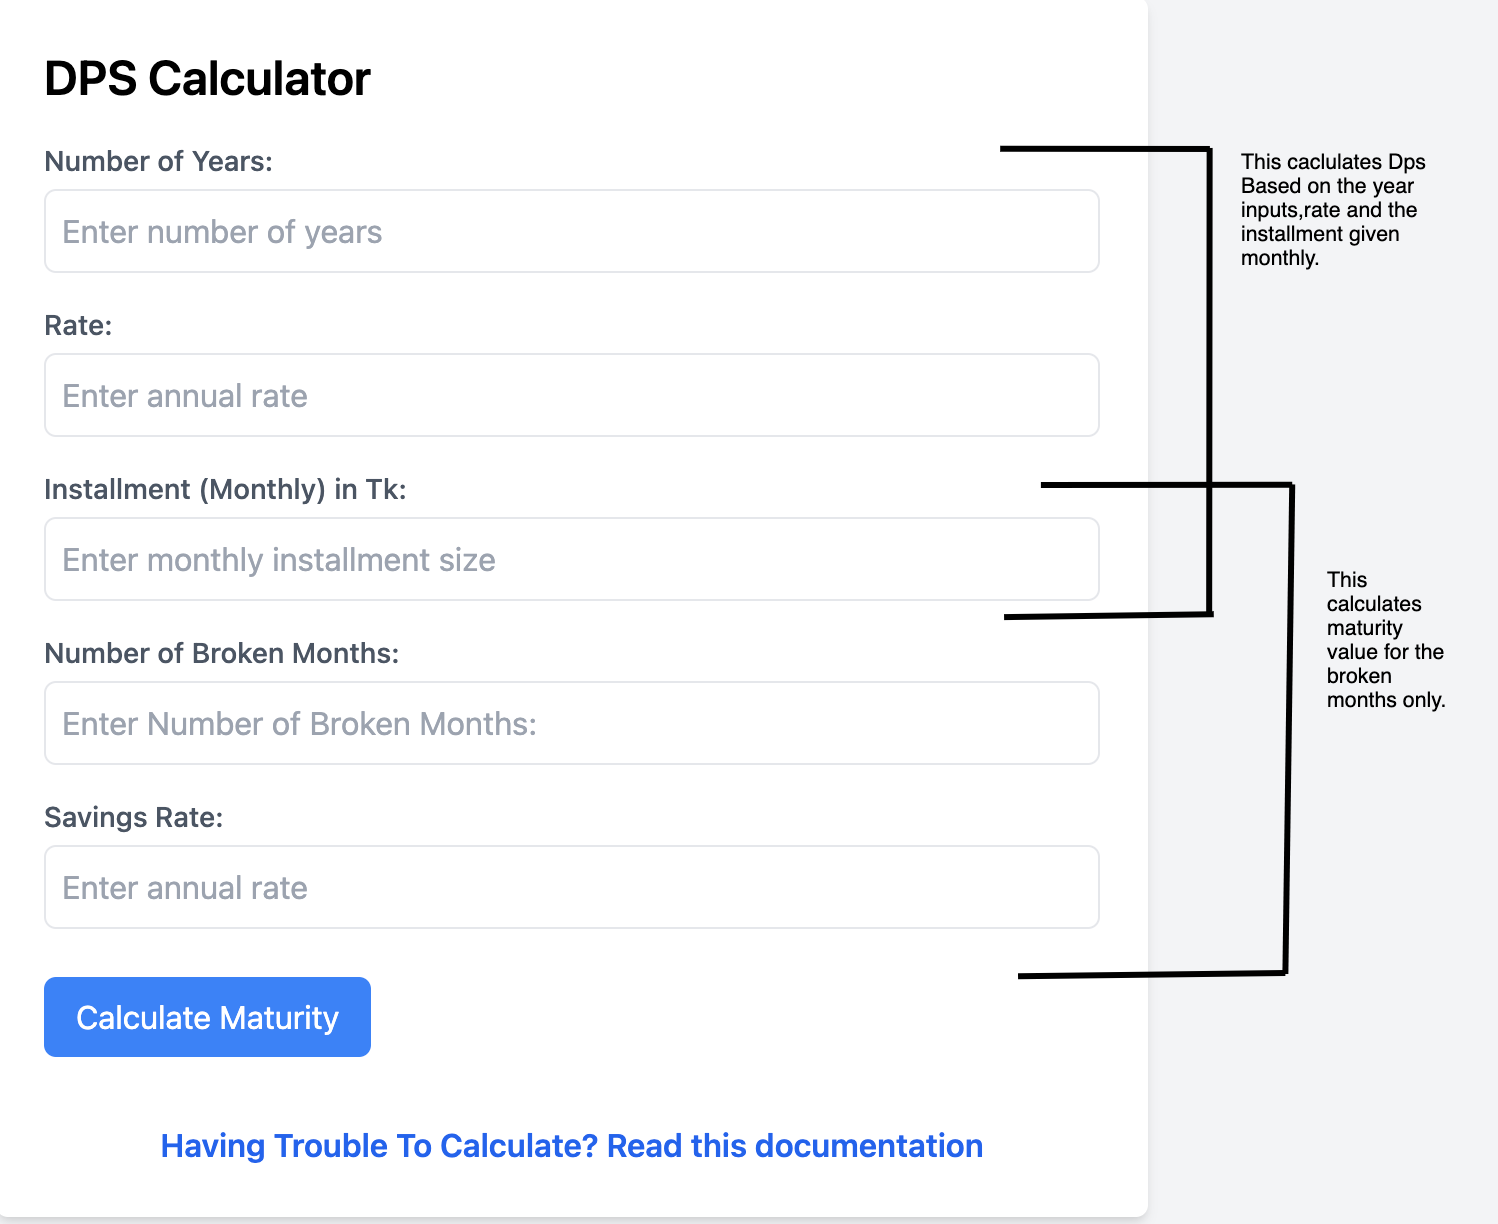 DPS Calculator
Number of Years:
Enter number of years
Rate:
Enter annual rate
Installment (Monthly) in Tk:
Enter monthly installment size
Number of Broken Months:
Enter Number of Broken Months:
Savings Rate:
Enter annual rate
Calculate Maturity
Having Trouble To Calculate? Read this documentation
This caclulates Dps
Based on the year
inputs,rate and the
installment given
monthly.
This
calculates
maturity
value for the
broken
months only.